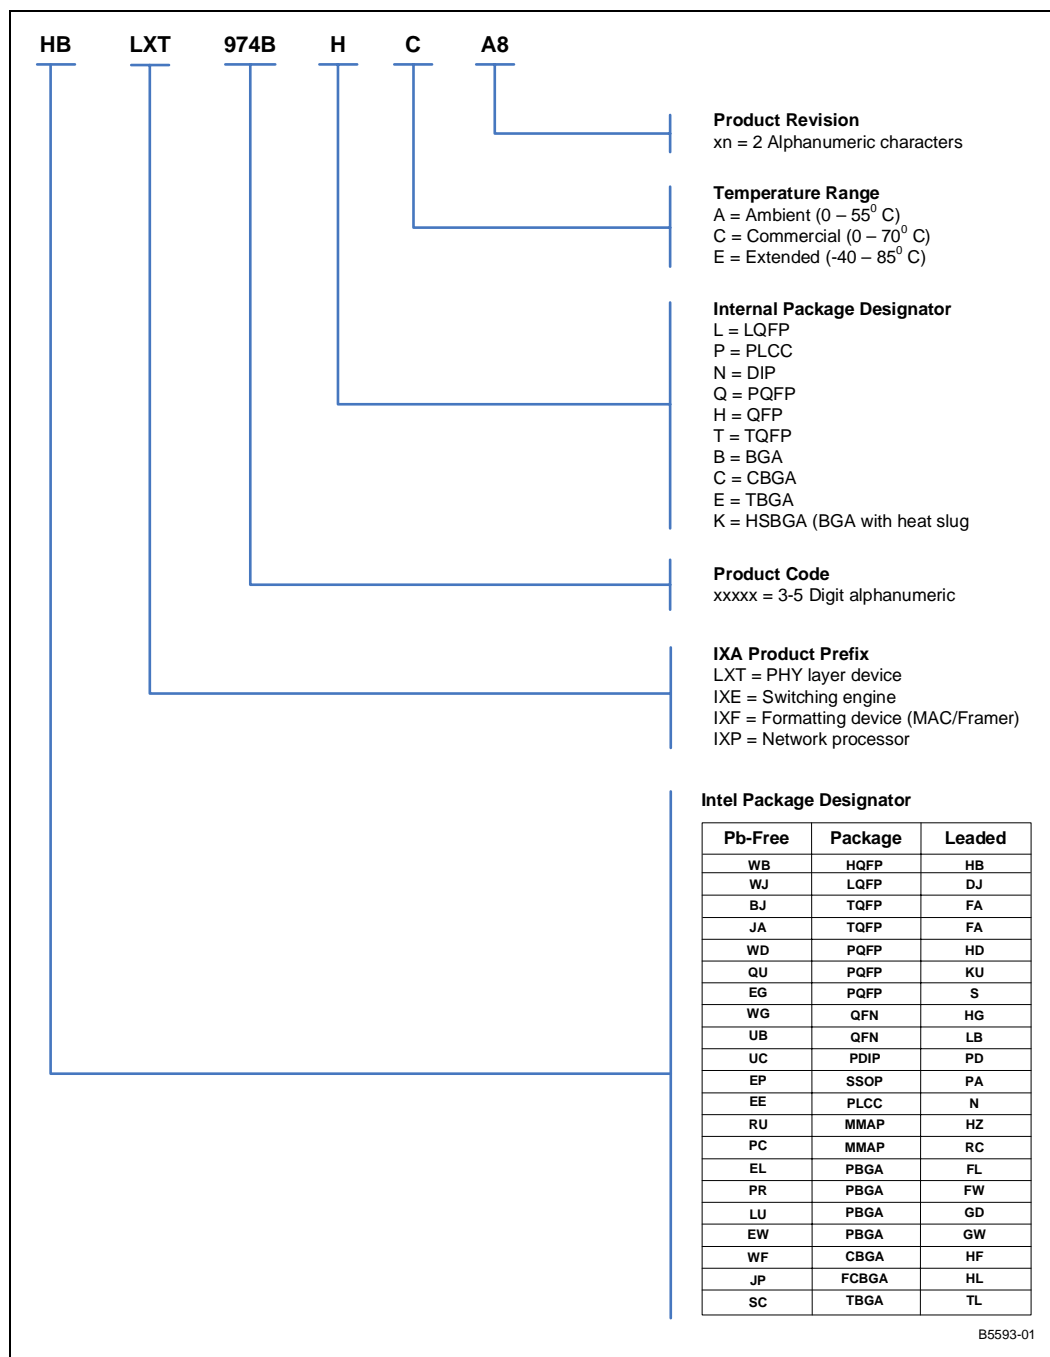 HB LXT 974B H C A8
Product Revision
xn = 2 Alphanumeric characters
Temperature Range
A = Ambient (0 – 55⁰ C)
C = Commercial (0 – 70⁰ C)
E = Extended (-40 – 85⁰ C)
Internal Package Designator
L = LQFP
P = PLCC
N = DIP
Q = PQFP
H = QFP
T = TQFP
B = BGA
C = CBGA
E = TBGA
K = HSBGA (BGA with heat slug
Product Code
xxxxx = 3-5 Digit alphanumeric
IXA Product Prefix
LXT = PHY layer device
IXE = Switching engine
IXF = Formatting device (MAC/Framer)
IXP = Network processor
Intel Package Designator
Pb-Free Package Leaded
WB HQFP HB
WJ LQFP DJ
BJ TQFP FA
JA TQFP FA
WD PQFP HD
QU PQFP KU
EG PQFP S
WG QFN HG
UB QFN LB
UC PDIP PD
EP SSOP PA
EE PLCC N
RU MMAP HZ
PC MMAP RC
EL PBGA FL
PR PBGA FW
LU PBGA GD
EW PBGA GW
WF CBGA HF
JP FCBGA HL
SC TBGA TL
B5593-01